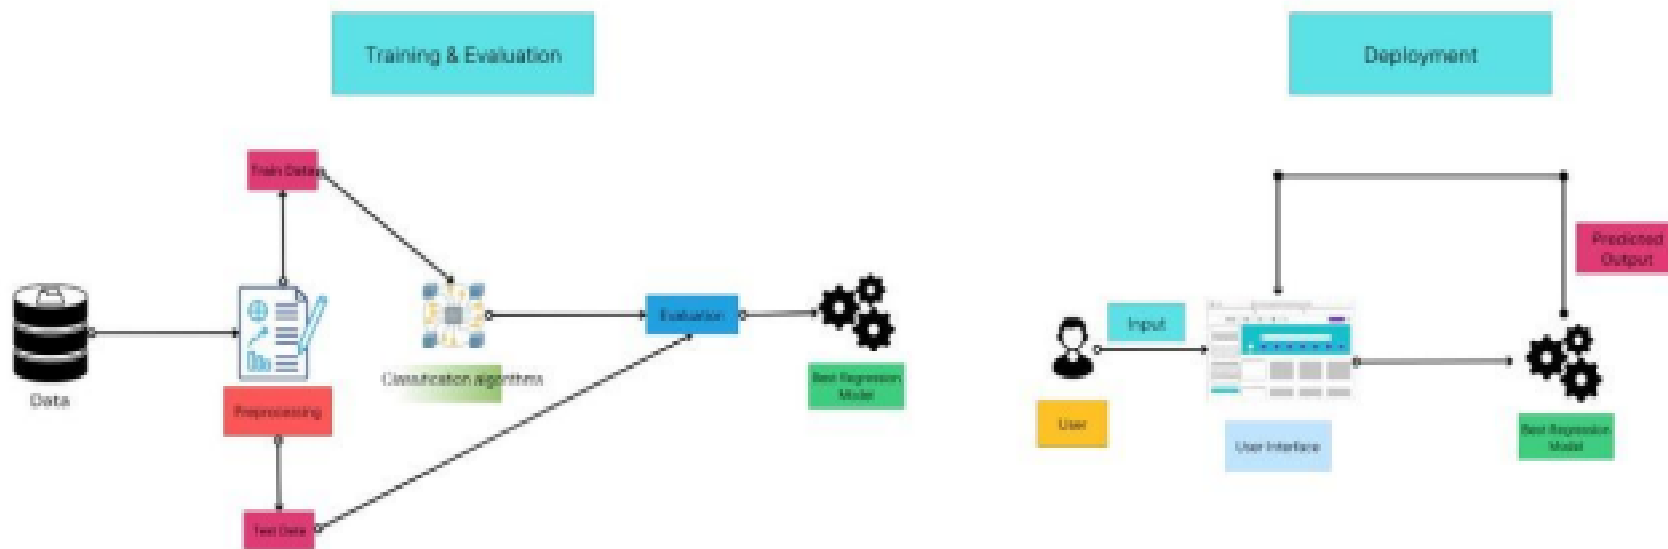 Training & Evaluation
Deployment
Train Data
Predicted
Output
Input
Evaluation
Data
Preprocessing
Classification algorithms
Best Regression
Model
User
User Interface
Best Regression
Model
Test Data